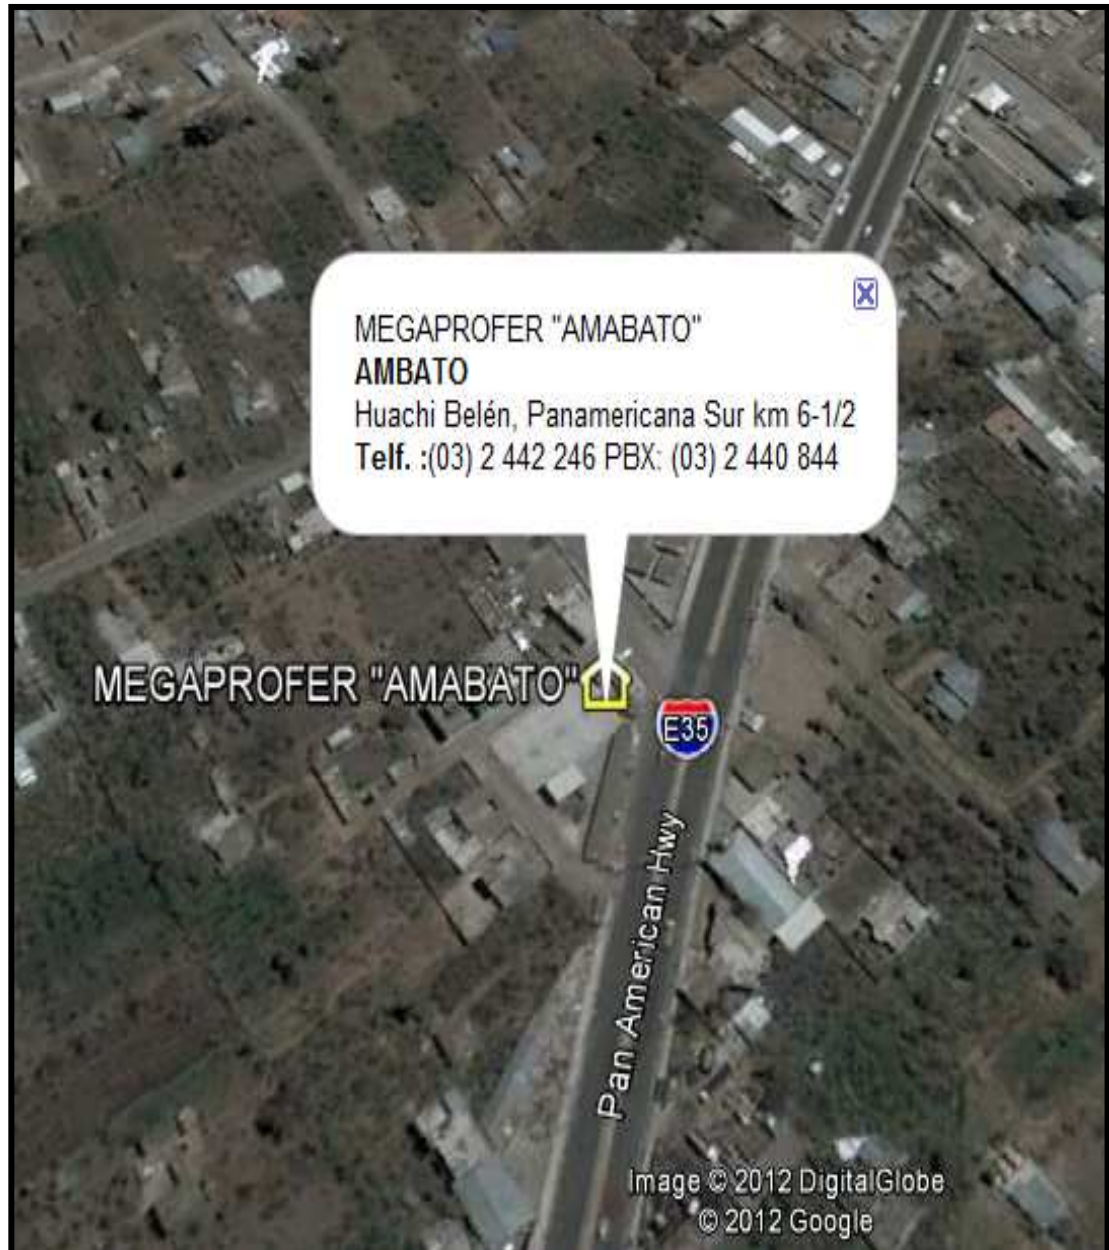 MEGAPROFER "AMABATO"
AMBATO
Huachi Belén, Panamericana Sur km 6-1/2
Telf. :(03) 2 442 246 PBX: (03) 2 440 844
MEGAPROFER "AMABATO"
E35
Pan American Hwy
Image © 2012 DigitalGlobe
© 2012 Google